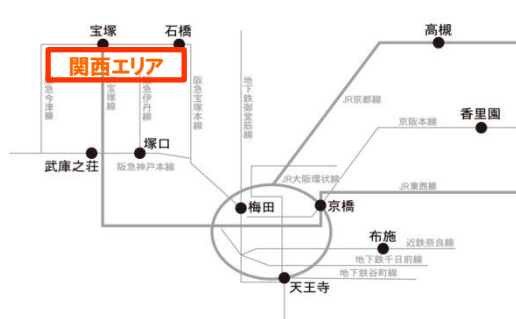 宝塚
石橋
高槻
関西エリア
阪急今津線
宝塚線
阪急伊丹線
阪急宝塚本線
地下鉄御堂筋線
JR京都線
京阪本線
香里園
塚口
武庫之荘
阪急神戸本線
JR大阪環状線
JR東西線
梅田
京橋
布施
近鉄奈良線
地下鉄千日前線
地下鉄谷町線
天王寺